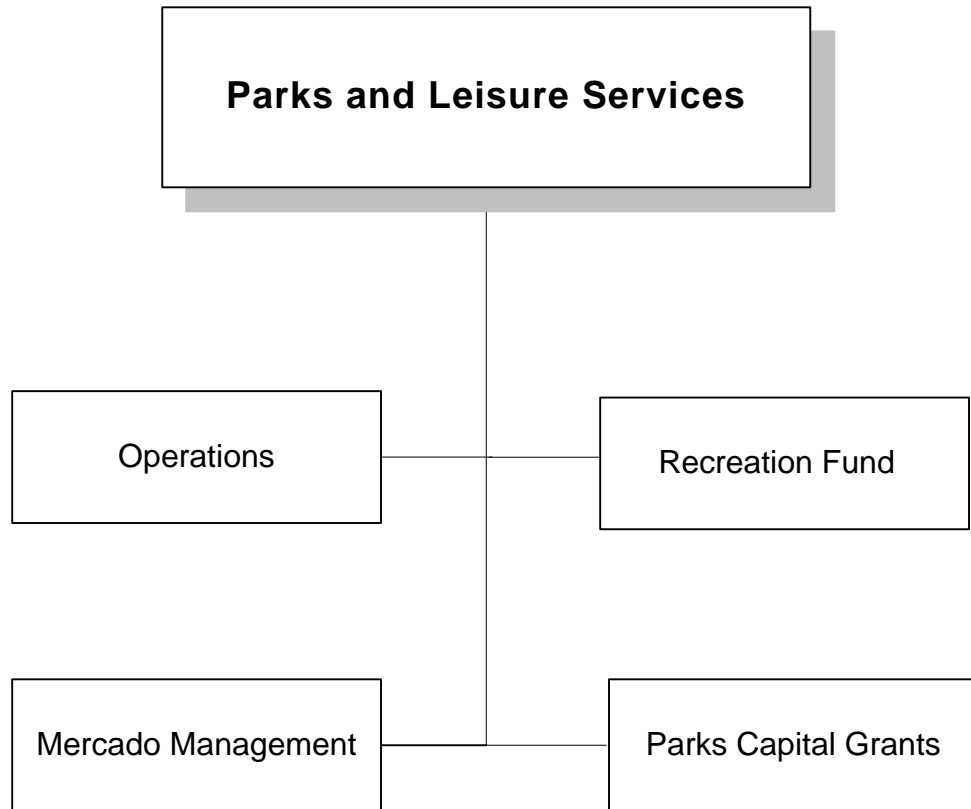 Parks and Leisure Services
Operations
Recreation Fund
Mercado Management
Parks Capital Grants